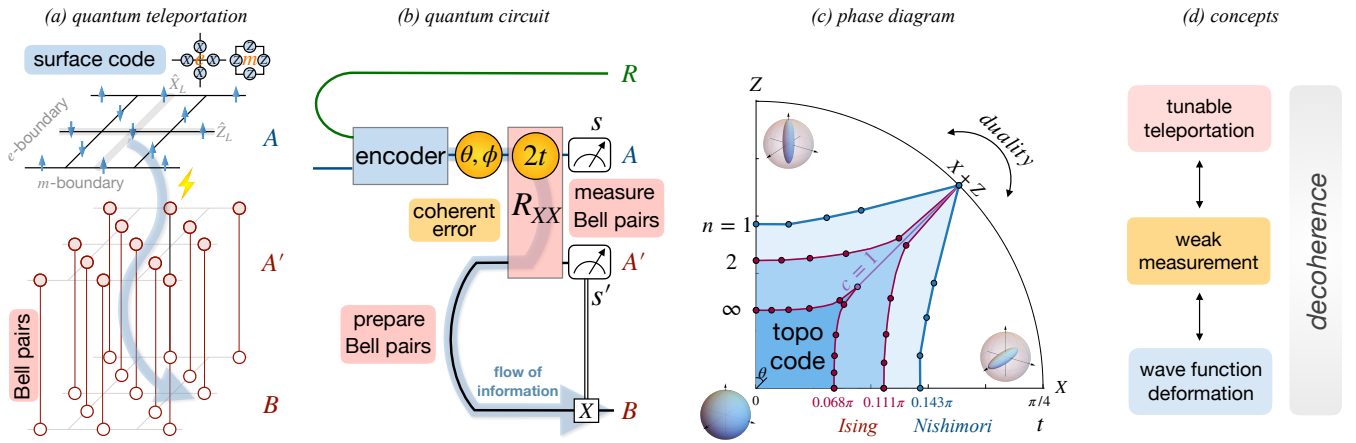 (a) quantum teleportation
surface code
X
X
e
X
X
Z
Z
m
Z
Z
X̂_L
Ẑ_L
e-boundary
m-boundary
A
A′
Bell pairs
B
(b) quantum circuit
R
encoder
θ, ϕ
2t
s
A
coherent
error
R_XX
measure
Bell pairs
A′
s′
prepare
Bell pairs
flow of
information
X
B
(c) phase diagram
Z
duality
X + Z
n = 1
2
∞
c = 1
topo
code
θ
X
0
0.068π
0.111π
0.143π
π/4
Ising
Nishimori
t
(d) concepts
tunable
teleportation
weak
measurement
wave function
deformation
decoherence